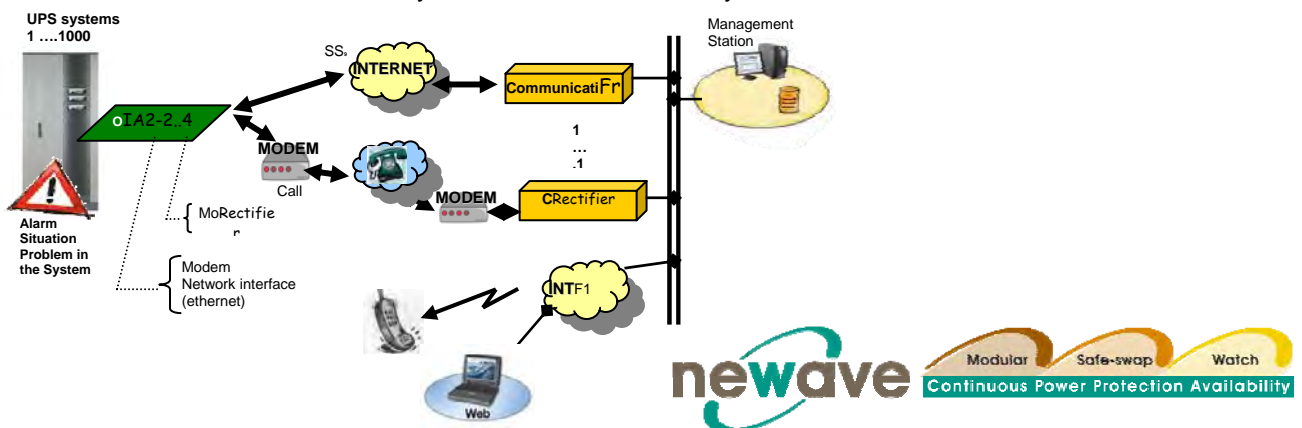 UPS systems
1 ….1000
SSₐ
INTERNET
CommunicatiFr
Management
Station
oIA2-2..4
1
...
.1
MODEM
Call
MODEM
CRectifier
MoRectifie
r
Alarm
Situation
Problem in
the System
Modem
Network interface
(ethernet)
INTF1
Web
newave
Modular
Safe-swap
Watch
Continuous Power Protection Availability